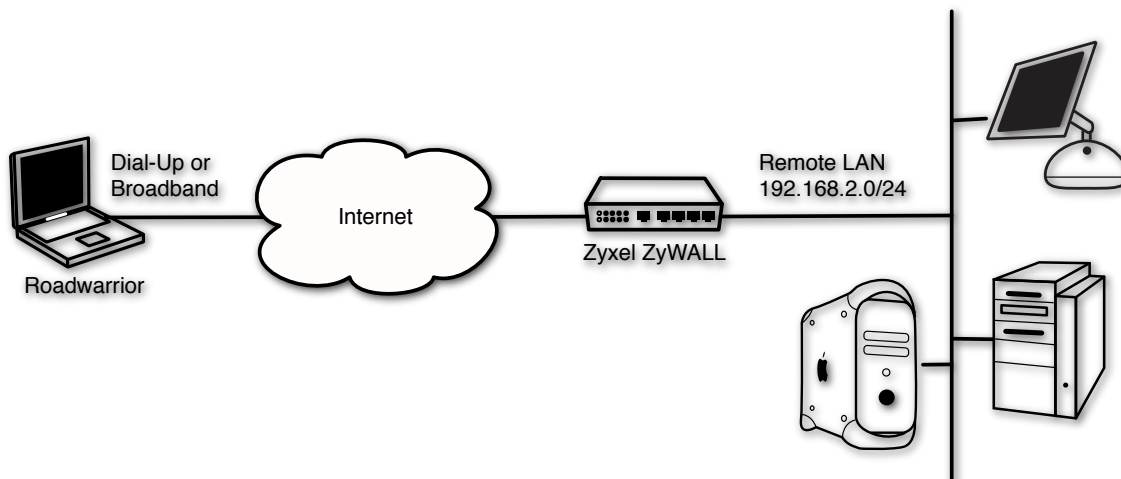 Dial-Up or
Broadband
Roadwarrior
Internet
Zyxel ZyWALL
Remote LAN
192.168.2.0/24